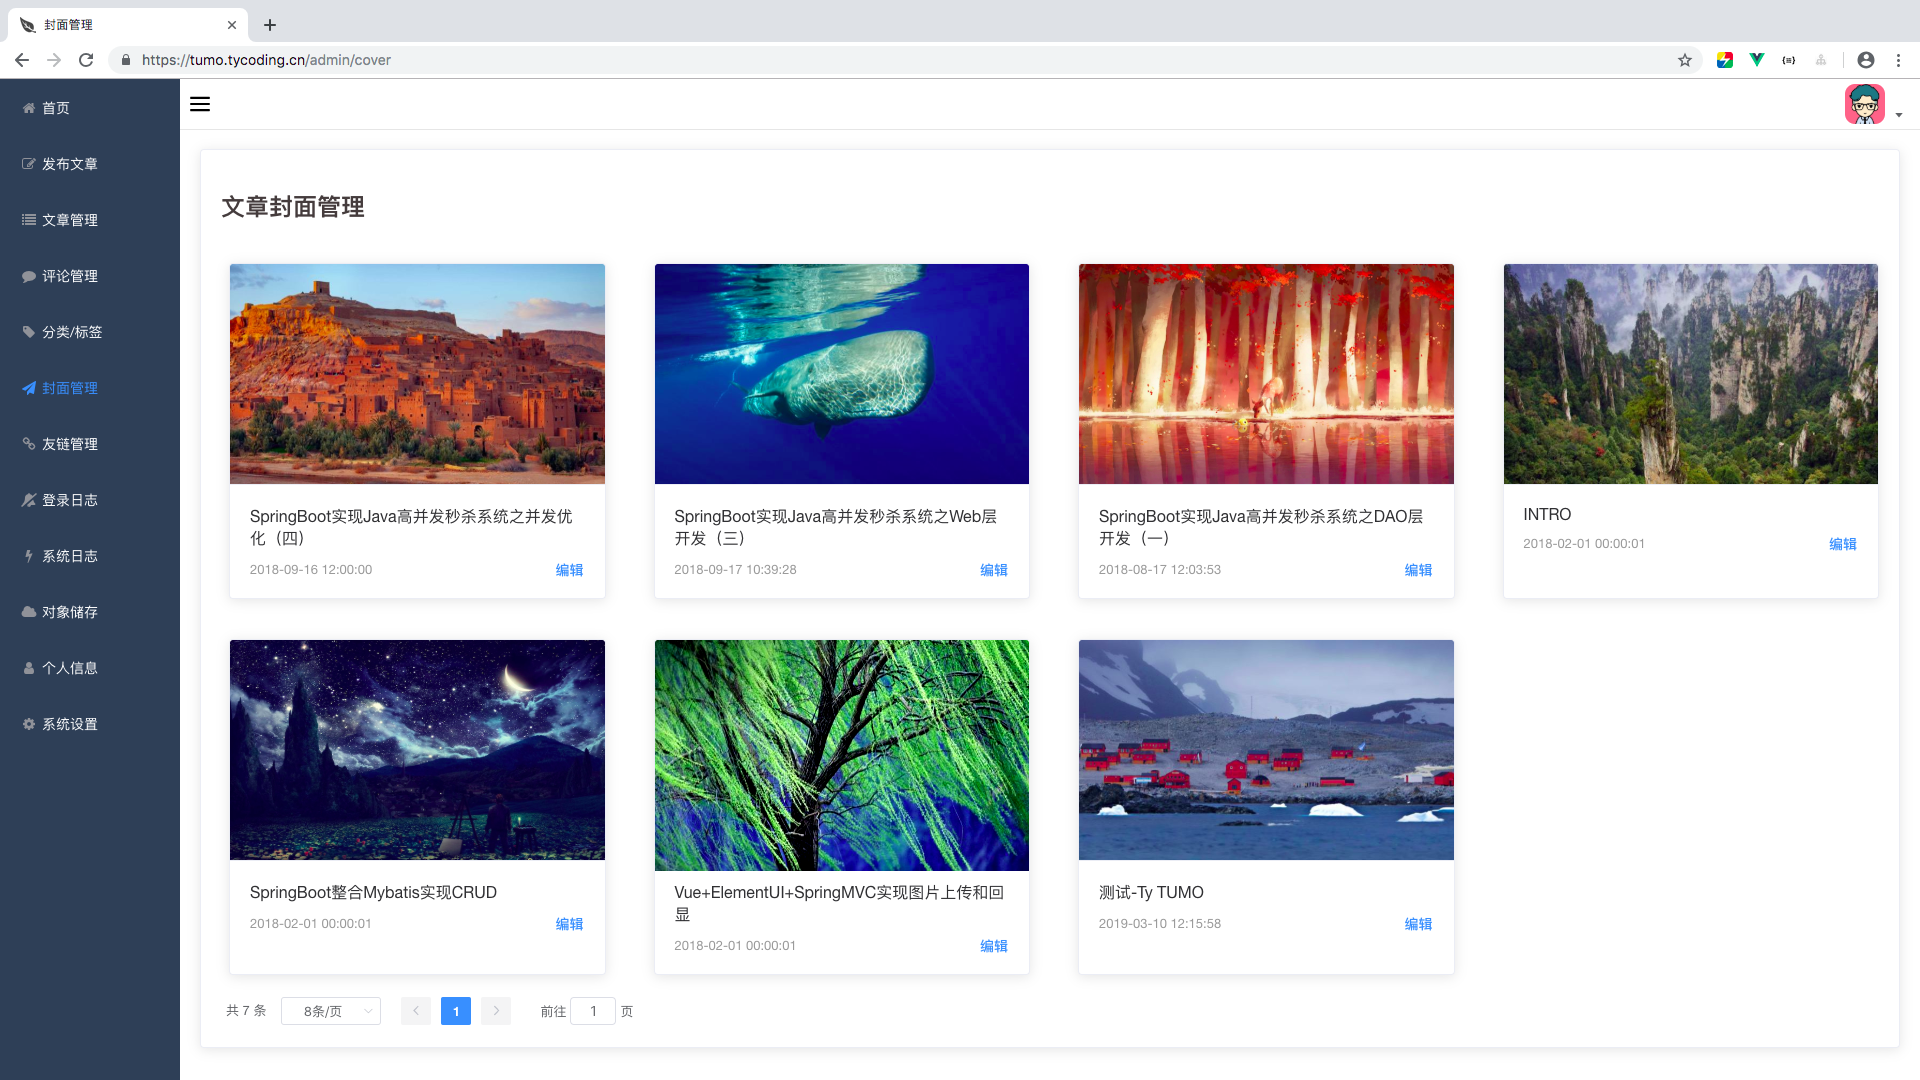 封面管理
https://tumo.tycoding.cn/admin/cover
首页
发布文章
文章管理
评论管理
分类/标签
封面管理
友链管理
登录日志
系统日志
对象储存
个人信息
系统设置
文章封面管理
SpringBoot实现Java高并发秒杀系统之并发优
化（四）
2018-09-16 12:00:00
编辑
SpringBoot实现Java高并发秒杀系统之Web层
开发（三）
2018-09-17 10:39:28
编辑
SpringBoot实现Java高并发秒杀系统之DAO层
开发（一）
2018-08-17 12:03:53
编辑
INTRO
2018-02-01 00:00:01
编辑
SpringBoot整合Mybatis实现CRUD
2018-02-01 00:00:01
编辑
Vue+ElementUI+SpringMVC实现图片上传和回
显
2018-02-01 00:00:01
编辑
测试-Ty TUMO
2019-03-10 12:15:58
编辑
共 7 条 8条/页 1 前往 1 页